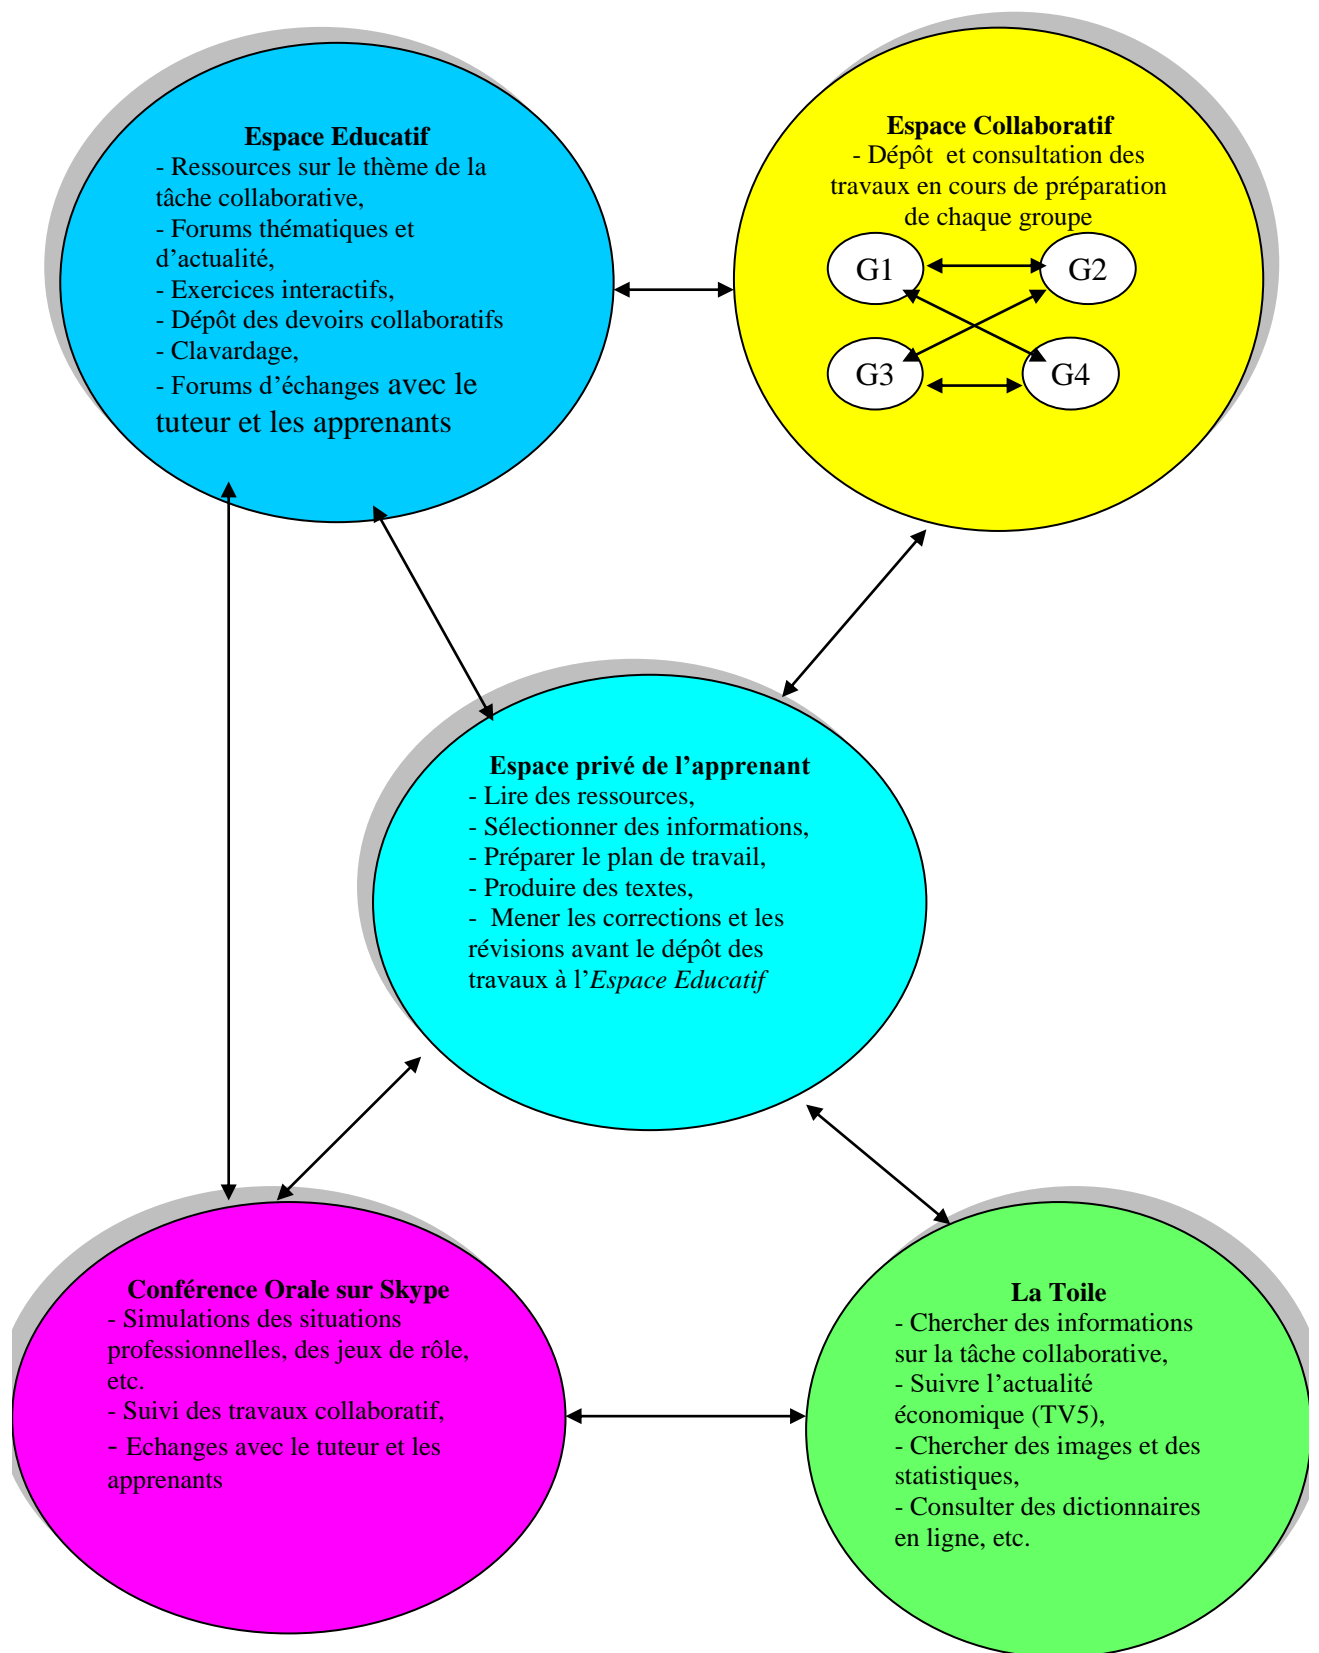 Espace Educatif
- Ressources sur le thème de la
tâche collaborative,
- Forums thématiques et
d’actualité,
- Exercices interactifs,
- Dépôt des devoirs collaboratifs
- Clavardage,
- Forums d’échanges avec le
tuteur et les apprenants
Espace Collaboratif
- Dépôt et consultation des
travaux en cours de préparation
de chaque groupe
G1
G2
G3
G4
Espace privé de l’apprenant
- Lire des ressources,
- Sélectionner des informations,
- Préparer le plan de travail,
- Produire des textes,
- Mener les corrections et les
révisions avant le dépôt des
travaux à l’Espace Educatif
Conférence Orale sur Skype
- Simulations des situations
professionnelles, des jeux de rôle,
etc.
- Suivi des travaux collaboratif,
- Echanges avec le tuteur et les
apprenants
La Toile
- Chercher des informations
sur la tâche collaborative,
- Suivre l’actualité
économique (TV5),
- Chercher des images et des
statistiques,
- Consulter des dictionnaires
en ligne, etc.